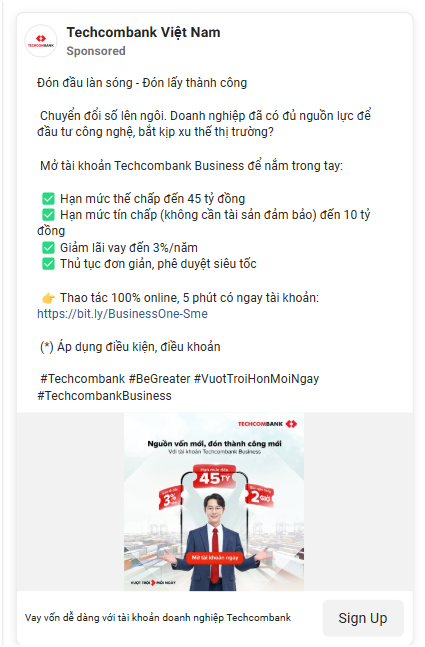 Techcombank Việt Nam
Sponsored
Đón đầu làn sóng - Đón lấy thành công
Chuyển đổi số lên ngôi. Doanh nghiệp đã có đủ nguồn lực để
đầu tư công nghệ, bắt kịp xu thế thị trường?
Mở tài khoản Techcombank Business để nắm trong tay:
✅ Hạn mức thế chấp đến 45 tỷ đồng
✅ Hạn mức tín chấp (không cần tài sản đảm bảo) đến 10 tỷ
đồng
✅ Giảm lãi vay đến 3%/năm
✅ Thủ tục đơn giản, phê duyệt siêu tốc
👉 Thao tác 100% online, 5 phút có ngay tài khoản:
https://bit.ly/BusinessOne-Sme
(*) Áp dụng điều kiện, điều khoản
#Techcombank #BeGreater #VuotTroiHonMoiNgay
#TechcombankBusiness
TECHCOMBANK
Nguồn vốn mới, đón thành công mới
Với tài khoản Techcombank Business
45 TỶ
3%
2 GIỜ
Mở tài khoản ngay
VƯỢT TRỘI MỖI NGÀY
Vay vốn dễ dàng với tài khoản doanh nghiệp Techcombank
Sign Up